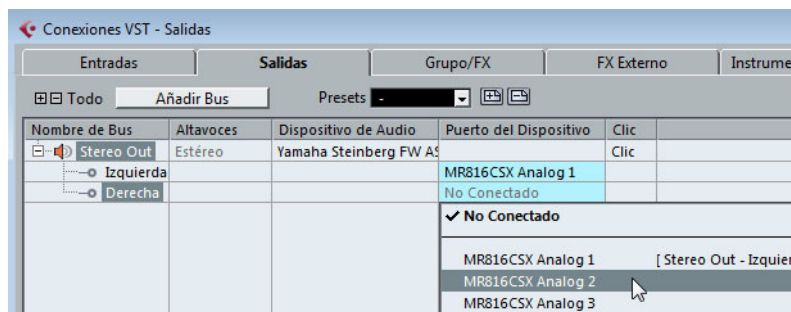 Conexiones VST - Salidas
Entradas Salidas Grupo/FX FX Externo
Todo Añadir Bus Presets -
Nombre de Bus Altavoces Dispositivo de Audio Puerto del Dispositivo Clic
Stereo Out Estéreo Yamaha Steinberg FW Clic
Izquierda MR816CSX Analog 1
Derecha No Conectado
✓ No Conectado
MR816CSX Analog 1 [ Stereo Out -
MR816CSX Analog 2
MR816CSX Analog 3